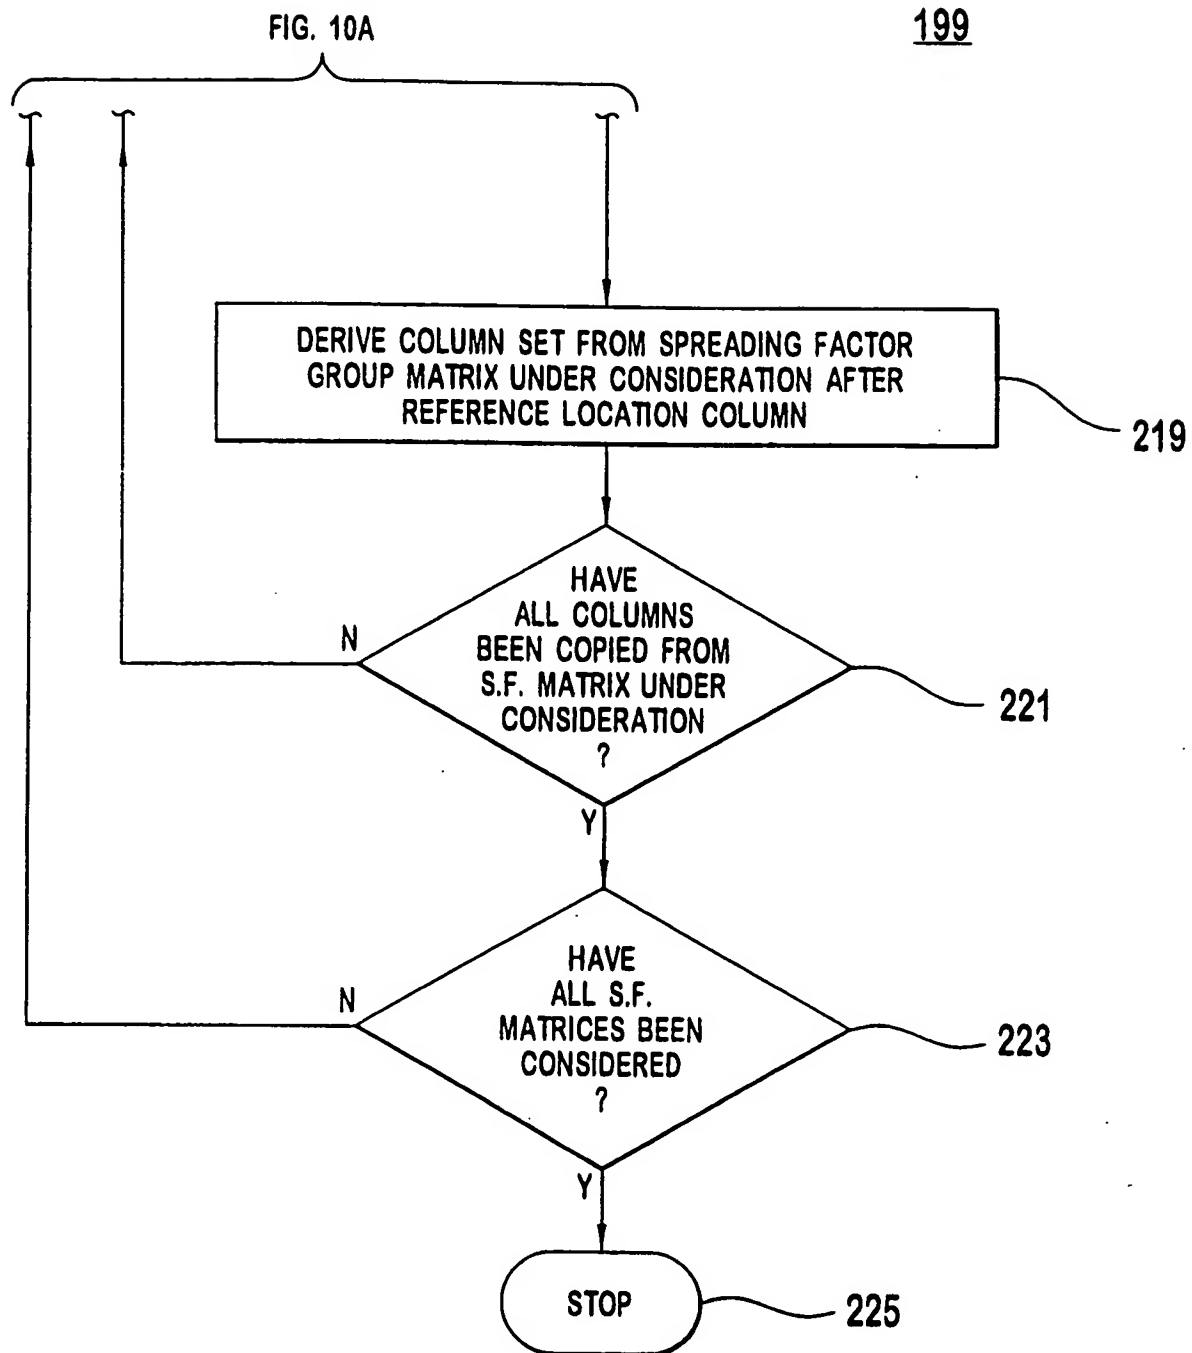 FIG. 10A
199
DERIVE COLUMN SET FROM SPREADING FACTOR
GROUP MATRIX UNDER CONSIDERATION AFTER
REFERENCE LOCATION COLUMN
219
HAVE
ALL COLUMNS
BEEN COPIED FROM
S.F. MATRIX UNDER
CONSIDERATION
?
N
221
Y
HAVE
ALL S.F.
MATRICES BEEN
CONSIDERED
?
N
223
Y
STOP
225